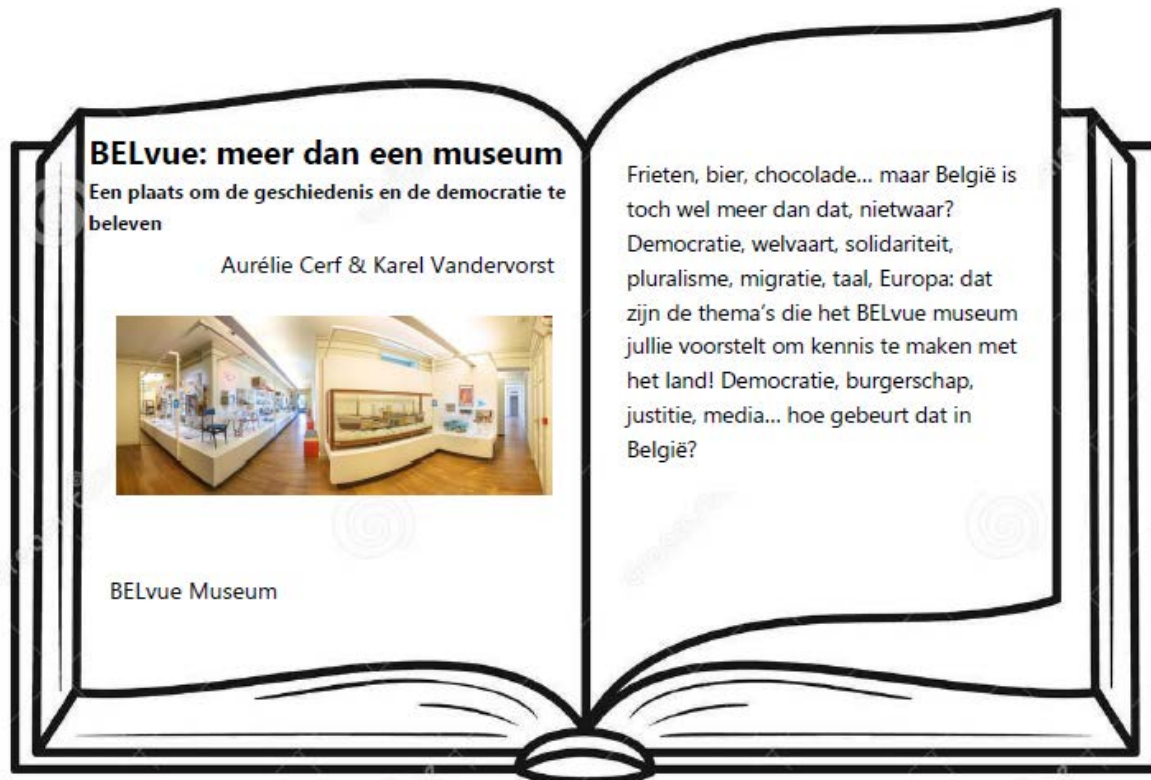 BELvue: meer dan een museum
Een plaats om de geschiedenis en de democratie te
beleven
Aurélie Cerf & Karel Vandervorst
BELvue Museum
Frieten, bier, chocolade... maar België is
toch wel meer dan dat, nietwaar?
Democratie, welvaart, solidariteit,
pluralisme, migratie, taal, Europa: dat
zijn de thema's die het BELvue museum
jullie voorstelt om kennis te maken met
het land! Democratie, burgerschap,
justitie, media... hoe gebeurt dat in
België?